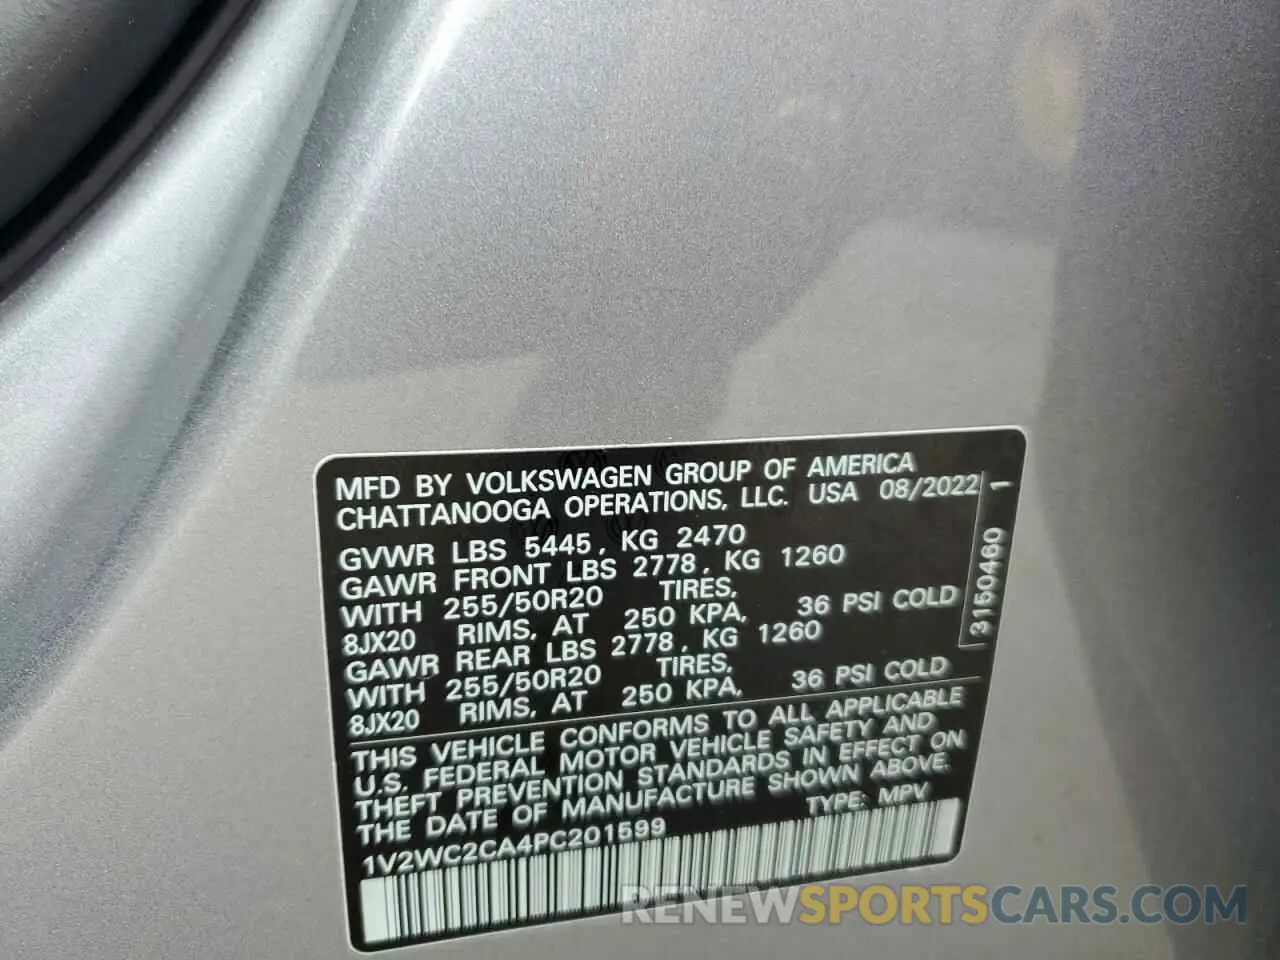 MFD BY VOLKSWAGEN GROUP OF AMERICA
CHATTANOOGA OPERATIONS, LLC. USA 08/2022
GVWR LBS 5445, KG 2470
GAWR FRONT LBS 2778, KG 1260
WITH 255/50R20 TIRES,
8JX20 RIMS, AT 250 KPA, 36 PSI COLD
GAWR REAR LBS 2778, KG 1260
WITH 255/50R20 TIRES,
8JX20 RIMS, AT 250 KPA, 36 PSI COLD
3150460 1
THIS VEHICLE CONFORMS TO ALL APPLICABLE
U.S. FEDERAL MOTOR VEHICLE SAFETY AND
THEFT PREVENTION STANDARDS IN EFFECT ON
THE DATE OF MANUFACTURE SHOWN ABOVE.
TYPE: MPV
1V2WC2CA4PC201599
RENEWSPORTSCARS.COM